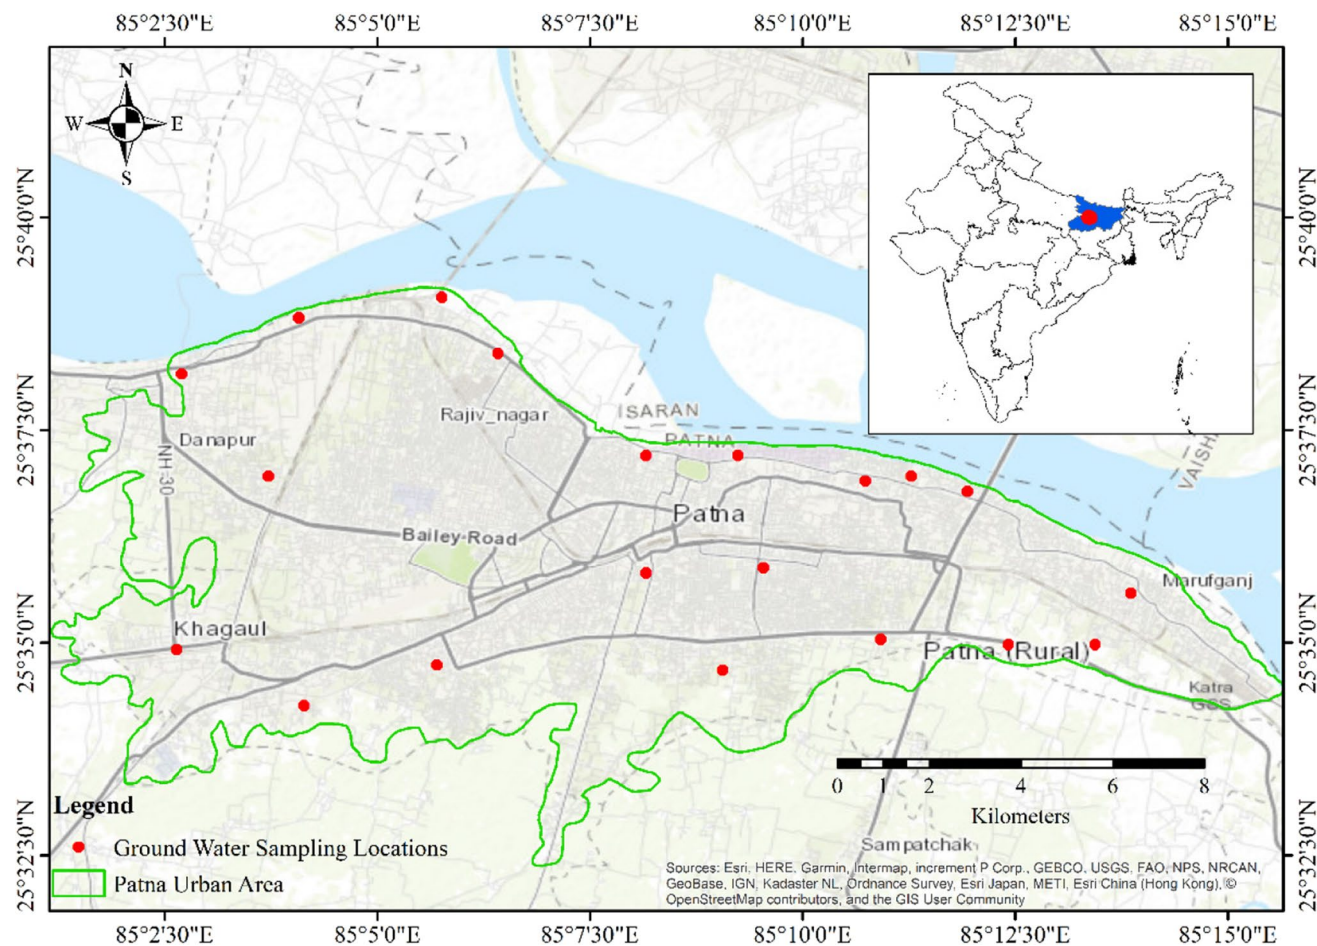 85°2'30"E 85°5'0"E 85°7'30"E 85°10'0"E 85°12'30"E 85°15'0"E
N
W E
S
25°40'0"N
25°40'0"N
25°37'30"N
25°37'30"N
ISARAN
PATNA
VAISH
Rajiv_nagar
Danapur
NH-30
Patna
Bailey Road
Marufganj
Khagaul
25°35'0"N
25°35'0"N
Patna (Rural)
Katra
GSS
0 1 2 4 6 8
Kilometers
Legend
Ground Water Sampling Locations
Patna Urban Area
Sampatchak
25°32'30"N
25°32'30"N
Sources: Esri, HERE, Garmin, Intermap, increment P Corp., GEBCO, USGS, FAO, NPS, NRCAN,
GeoBase, IGN, Kadaster NL, Ordnance Survey, Esri Japan, METI, Esri China (Hong Kong), ©
OpenStreetMap contributors, and the GIS User Community
85°2'30"E 85°5'0"E 85°7'30"E 85°10'0"E 85°12'30"E 85°15'0"E